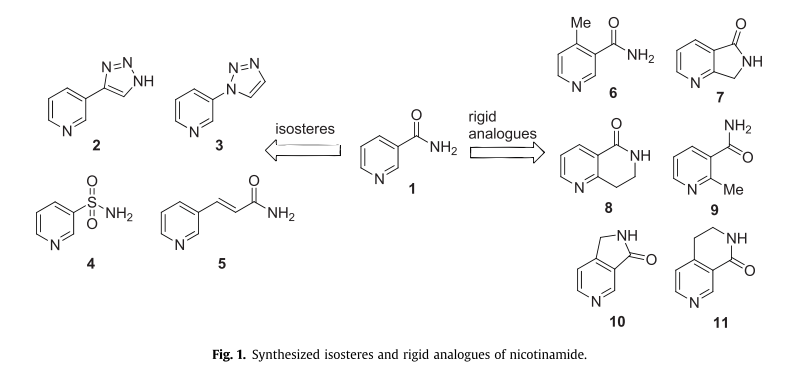 Me O
NH2
N
6
O
NH
N
7
N N
NH
N
2
N N
N
N
3
isosteres
O
NH2
N
1
rigid
analogues
O
NH
N
8
NH2
O
N Me
9
O
S NH2
O
N
4
O
NH2
N
5
NH
O
N
10
NH
O
N
11
Fig. 1. Synthesized isosteres and rigid analogues of nicotinamide.